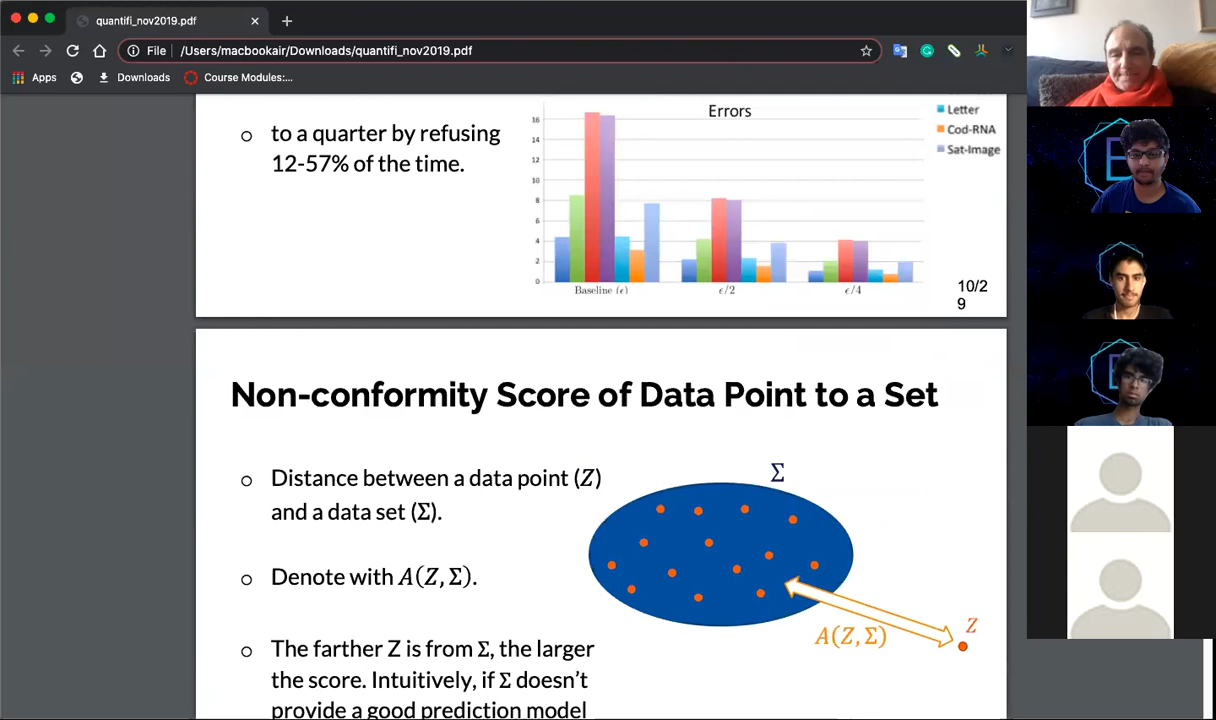 quantifi_nov2019.pdf
File
/Users/macbookair/Downloads/quantifi_nov2019.pdf
Apps
Downloads
Course Modules:...
o to a quarter by refusing
12-57% of the time.
Errors
16
14
12
10
8
6
4
2
0
Baseline (ϵ)
ϵ/2
ϵ/4
Letter
Cod-RNA
Sat-Image
10/2
9
Non-conformity Score of Data Point to a Set
o Distance between a data point (Z)
and a data set (Σ).
o Denote with A(Z, Σ).
o The farther Z is from Σ, the larger
the score. Intuitively, if Σ doesn't
provide a good prediction model
Σ
A(Z,Σ)
Z